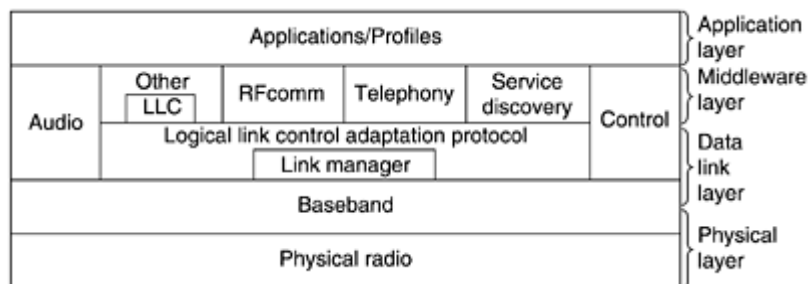 Applications/Profiles
Application
layer
Audio
Other
LLC
RFcomm
Telephony
Service
discovery
Control
Middleware
layer
Logical link control adaptation protocol
Link manager
Data
link
layer
Baseband
Physical radio
Physical
layer